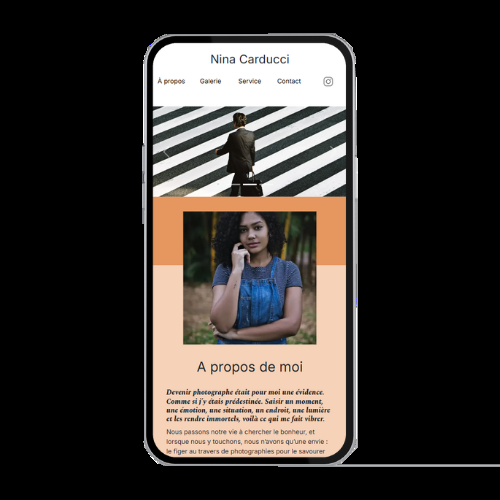 Nina Carducci
À propos Galerie Service Contact
A propos de moi
Devenir photographe était pour moi une évidence.
Comme si j'y étais prédestinée. Saisir un moment,
une émotion, une situation, un endroit, une lumière
et les rendre immortels, voilà ce qui me fait vibrer.
Nous passons notre vie à chercher le bonheur, et
lorsque nous y touchons, nous n'avons qu'une envie :
le figer au travers de photographies pour le savourer